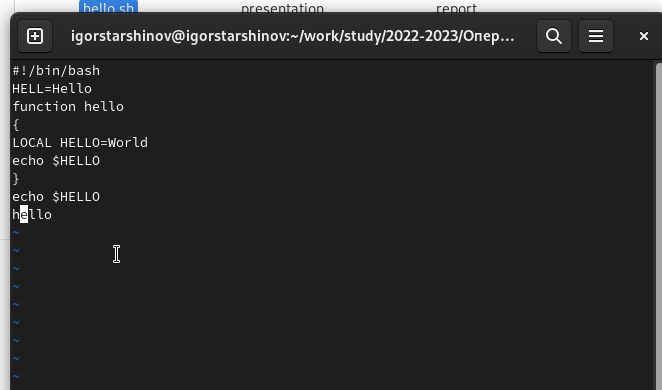 hello.sh presentation report
igorstarshinov@igorstarshinov:~/work/study/2022-2023/Опер...
#!/bin/bash
HELL=Hello
function hello
{
LOCAL HELLO=World
echo $HELLO
}
echo $HELLO
hello
~
~
~
~
~
~
~
~
~